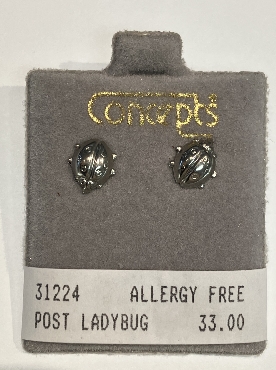 Concepts
31224 ALLERGY FREE
POST LADYBUG 33.00